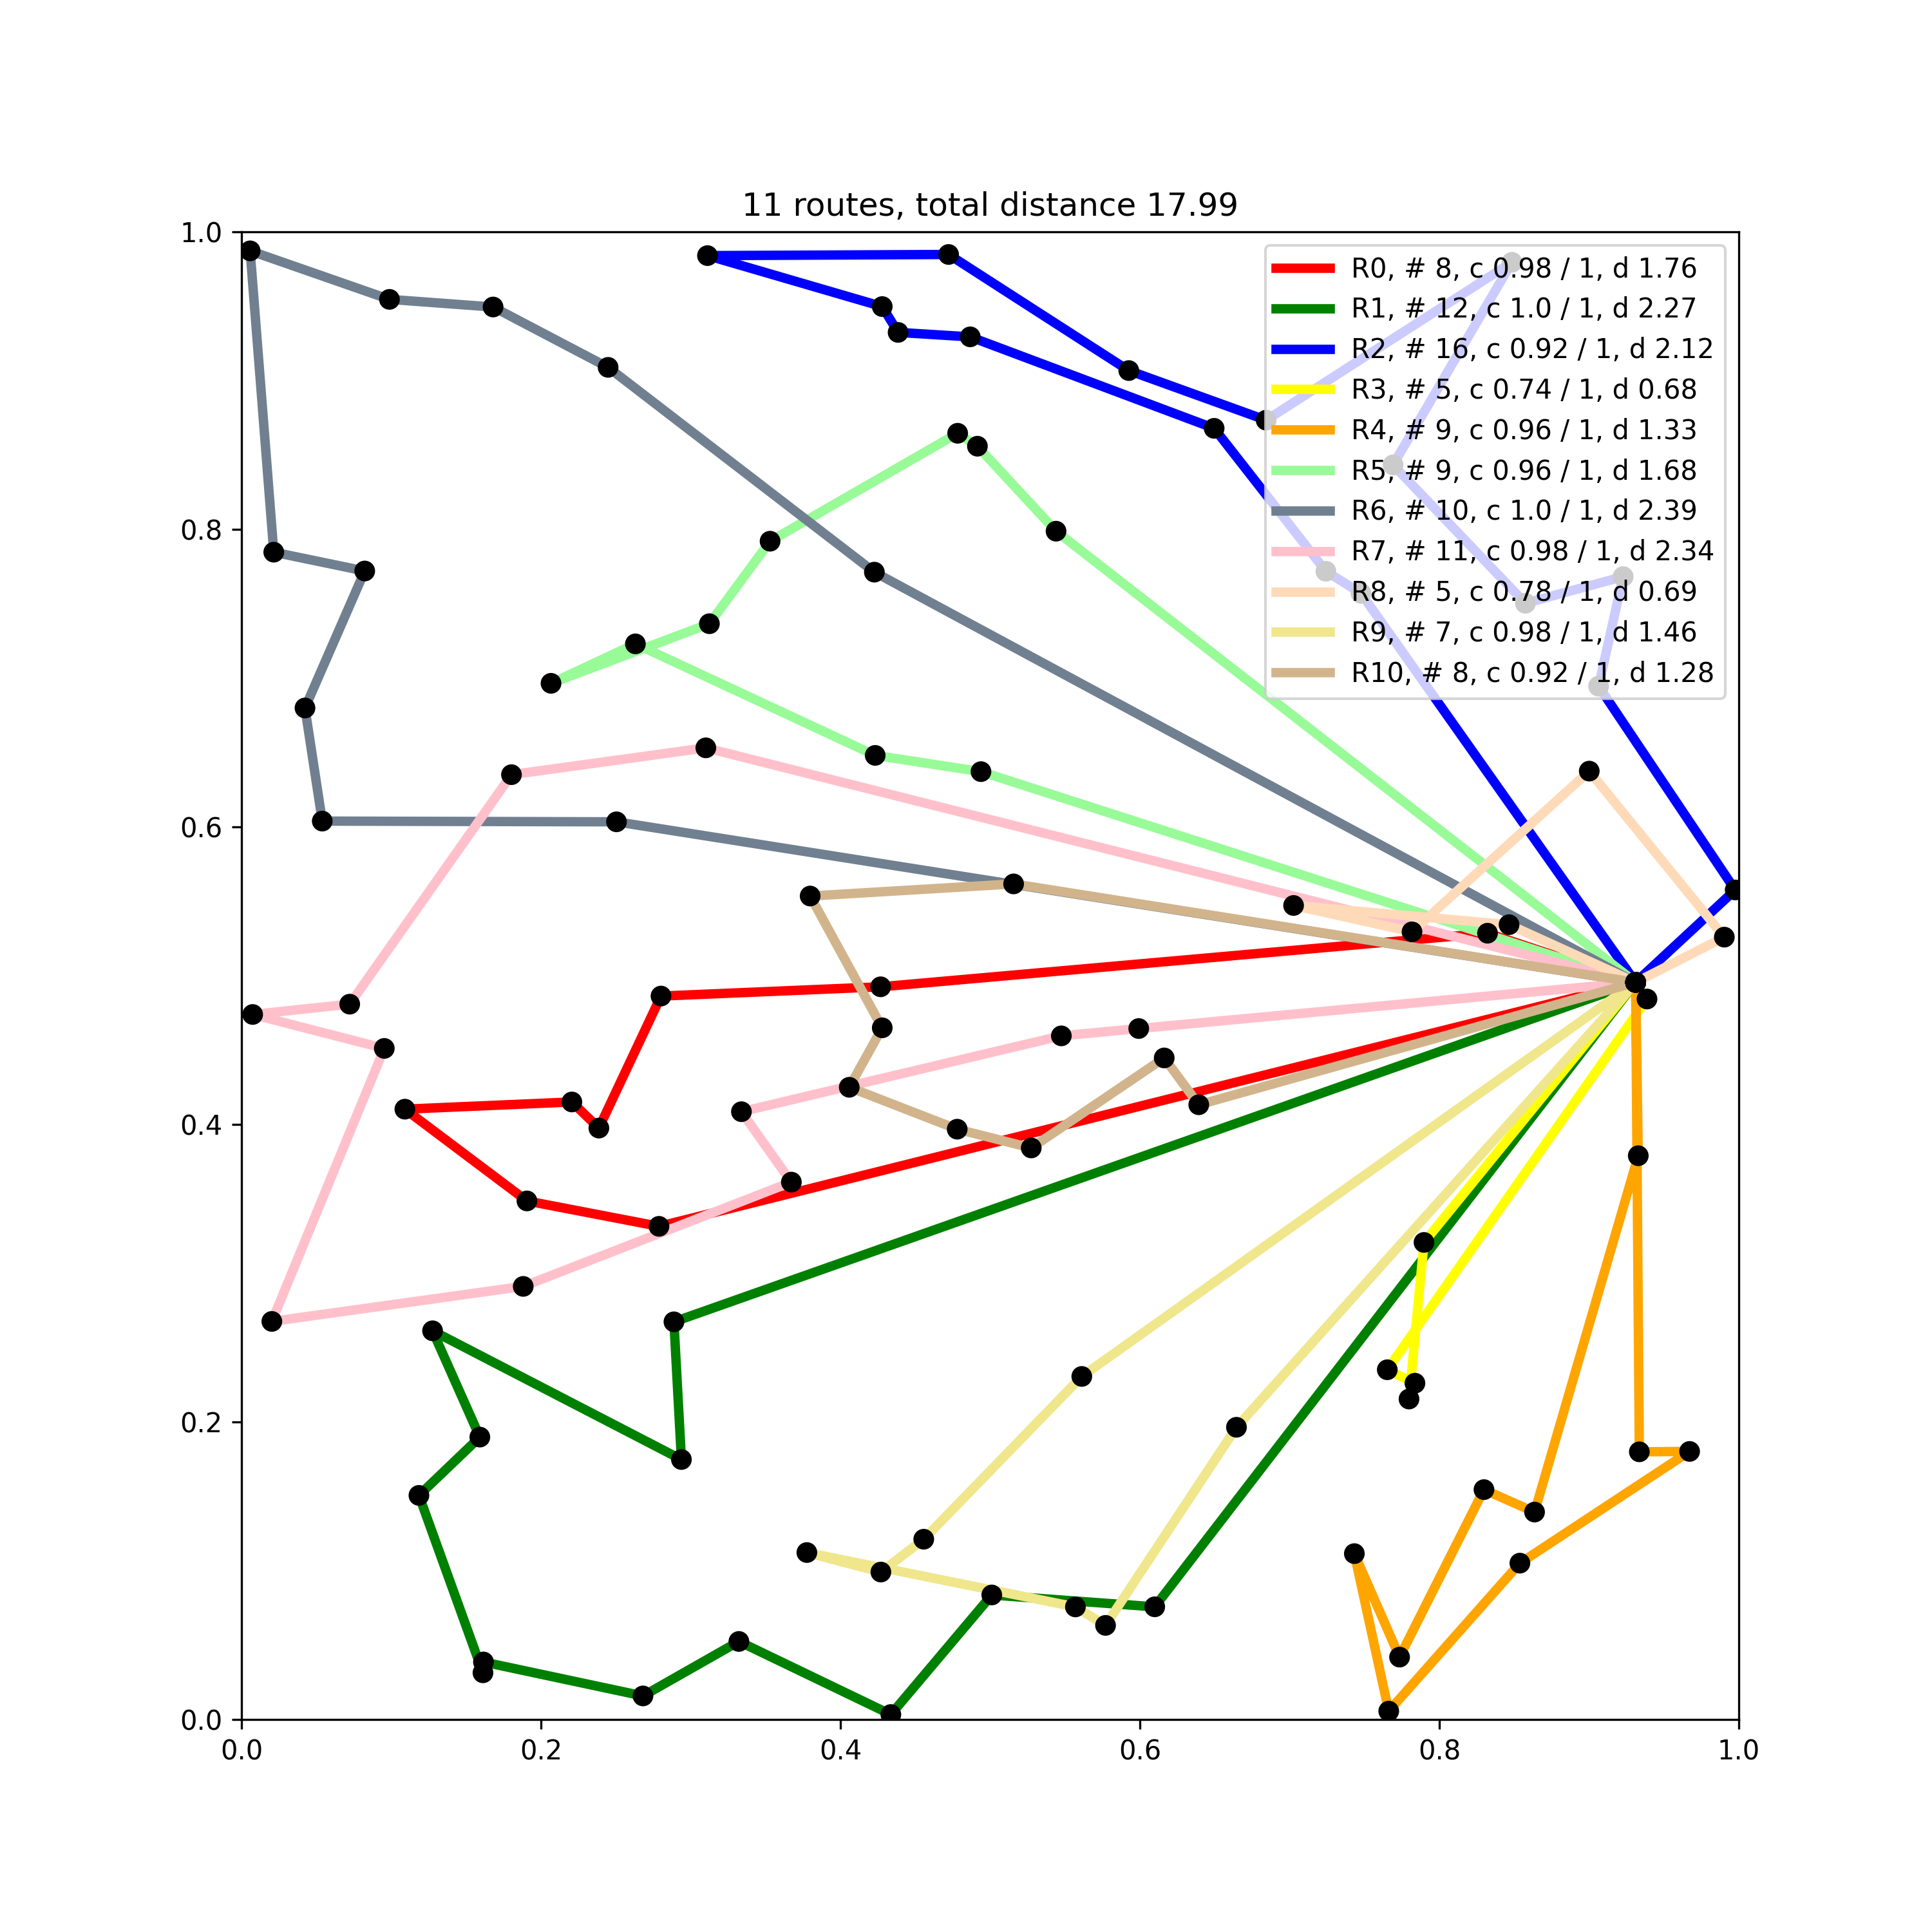 11 routes, total distance 17.99
1.0
0.8
0.6
0.4
0.2
0.0
0.0 0.2 0.4 0.6 0.8 1.0
R0, # 8, c 0.98 / 1, d 1.76
R1, # 12, c 1.0 / 1, d 2.27
R2, # 16, c 0.92 / 1, d 2.12
R3, # 5, c 0.74 / 1, d 0.68
R4, # 9, c 0.96 / 1, d 1.33
R5, # 9, c 0.96 / 1, d 1.68
R6, # 10, c 1.0 / 1, d 2.39
R7, # 11, c 0.98 / 1, d 2.34
R8, # 5, c 0.78 / 1, d 0.69
R9, # 7, c 0.98 / 1, d 1.46
R10, # 8, c 0.92 / 1, d 1.28